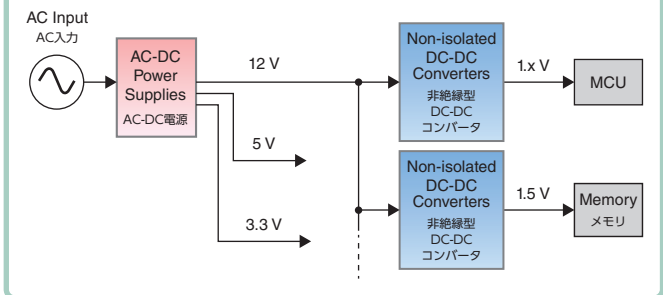 AC Input
AC入力
AC-DC
Power
Supplies
AC-DC電源
12 V
5 V
3.3 V
Non-isolated
DC-DC
Converters
非絶縁型
DC-DC
コンバータ
1.x V
MCU
Non-isolated
DC-DC
Converters
非絶縁型
DC-DC
コンバータ
1.5 V
Memory
メモリ